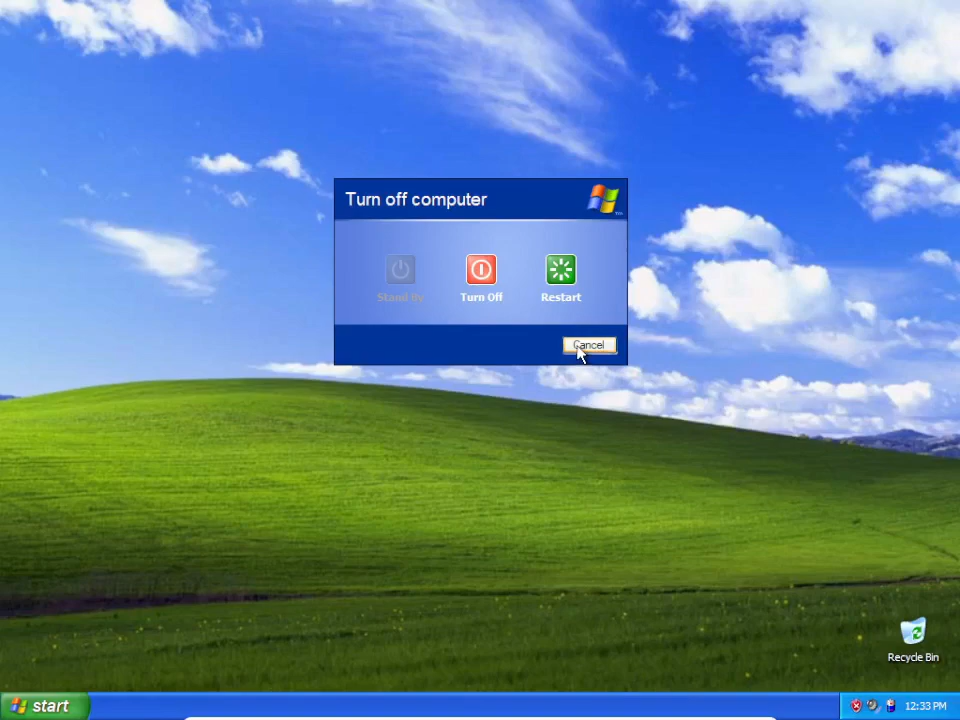 Turn off computer
Stand By
Turn Off
Restart
Cancel
Recycle Bin
start
12:33 PM